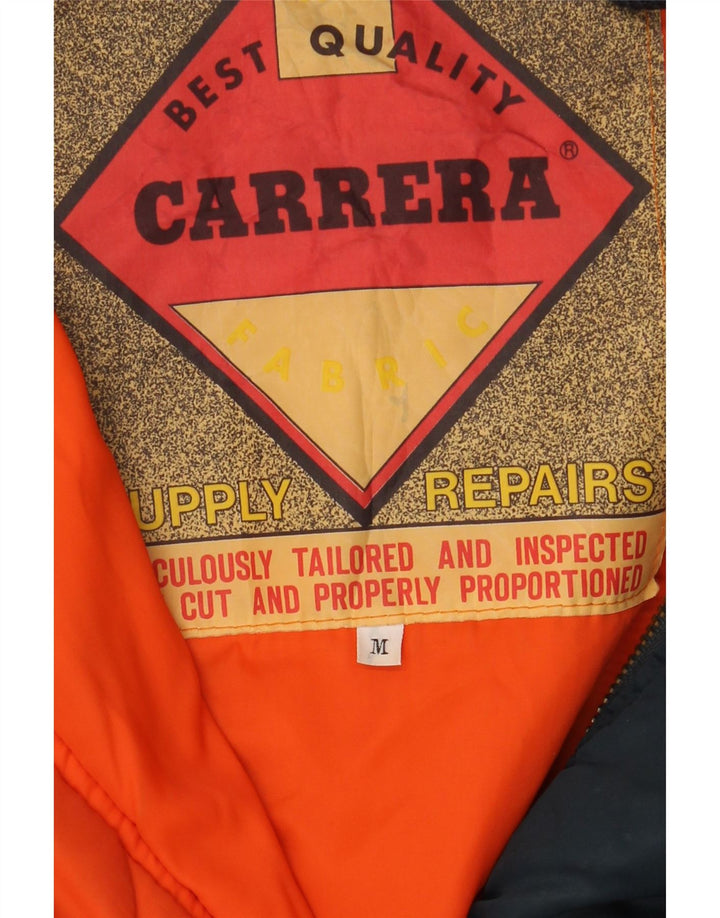 BEST QUALITY
CARRERA ®
FABRIC
UPPLY REPAIRS
CULOUSLY TAILORED AND INSPECTED
CUT AND PROPERLY PROPORTIONED
M